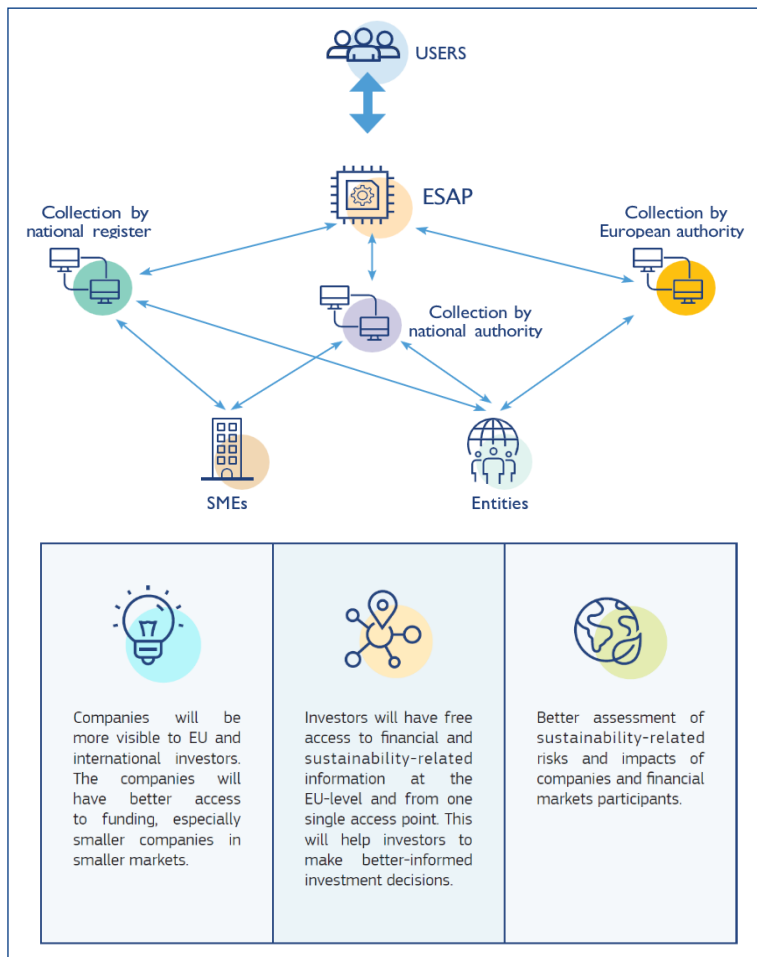 USERS
ESAP
Collection by
national register
Collection by
European authority
Collection by
national authority
SMEs
Entities
Companies will be
more visible to EU and
international investors.
The companies will
have better access
to funding, especially
smaller companies in
smaller markets.
Investors will have free
access to financial and
sustainability-related
information at the
EU-level and from one
single access point. This
will help investors to
make better-informed
investment decisions.
Better assessment of
sustainability-related
risks and impacts of
companies and financial
markets participants.